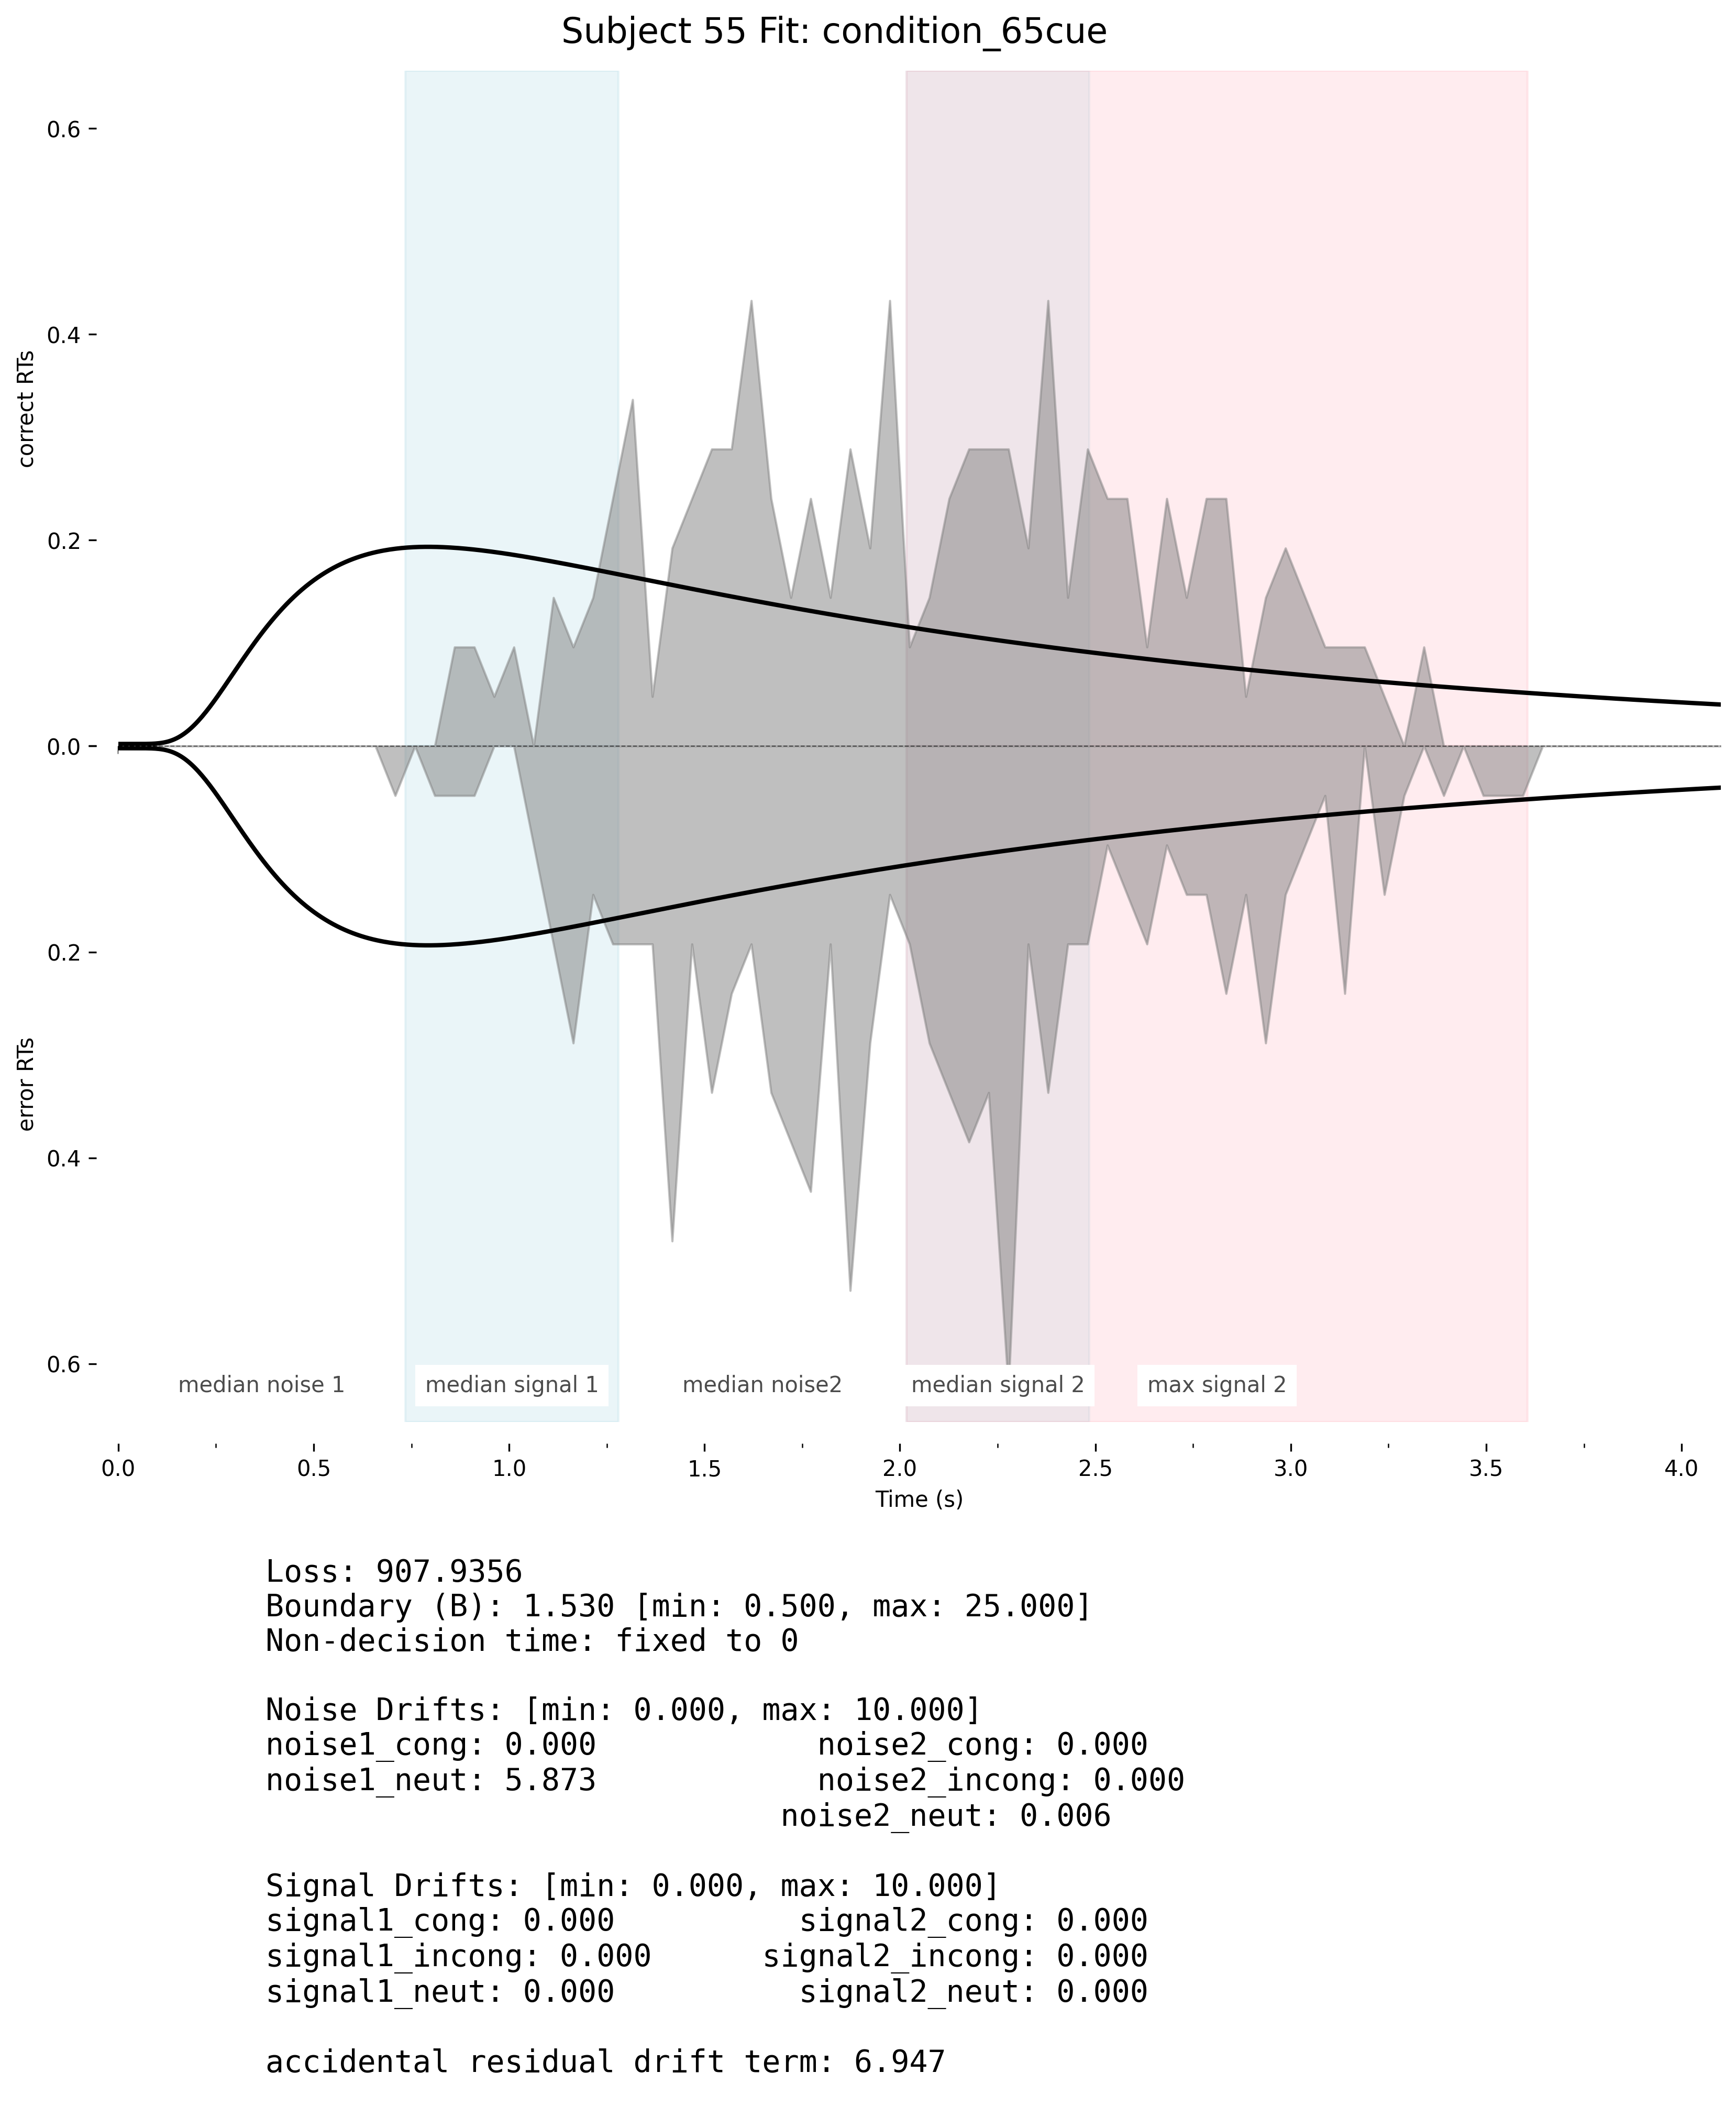 Subject 55 Fit: condition_65cue
0.6
0.4
correct RTs
0.2
0.0
0.2
error RTs
0.4
0.6
median noise 1
median signal 1
median noise2
median signal 2
max signal 2
0.0
0.5
1.0
1.5
2.0
2.5
3.0
3.5
4.0
Time (s)
Loss: 907.9356
Boundary (B): 1.530 [min: 0.500, max: 25.000]
Non-decision time: fixed to 0
Noise Drifts: [min: 0.000, max: 10.000]
noise1_cong: 0.000 noise2_cong: 0.000
noise1_neut: 5.873 noise2_incong: 0.000
noise2_neut: 0.006
Signal Drifts: [min: 0.000, max: 10.000]
signal1_cong: 0.000 signal2_cong: 0.000
signal1_incong: 0.000 signal2_incong: 0.000
signal1_neut: 0.000 signal2_neut: 0.000
accidental residual drift term: 6.947